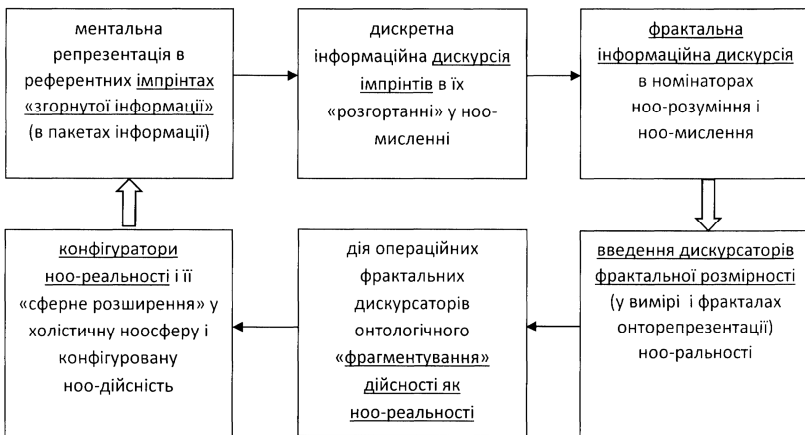 ментальна
репрезентація в
референтних імпрінтах
«згорнутої інформації»
(в пакетах інформації)
дискретна
інформаційна дискурсія
імпрінтів в їх
«розгортанні» у ноо-
мисленні
фрактальна
інформаційна дискурсія
в номінаторах
ноо-розуміння і
ноо-мислення
введення дискурсаторів
фрактальної розмірності
(у вимірі і фракталах
онторепрезентації)
ноо-ральності
дія операційних
фрактальних
дискурсаторів
онтологічного
«фрагментування»
дійсності як
ноо-реальності
конфігуратори
ноо-реальності і її
«сферне розширення» у
холістичну ноосферу і
конфігуровану
ноо-дійсність